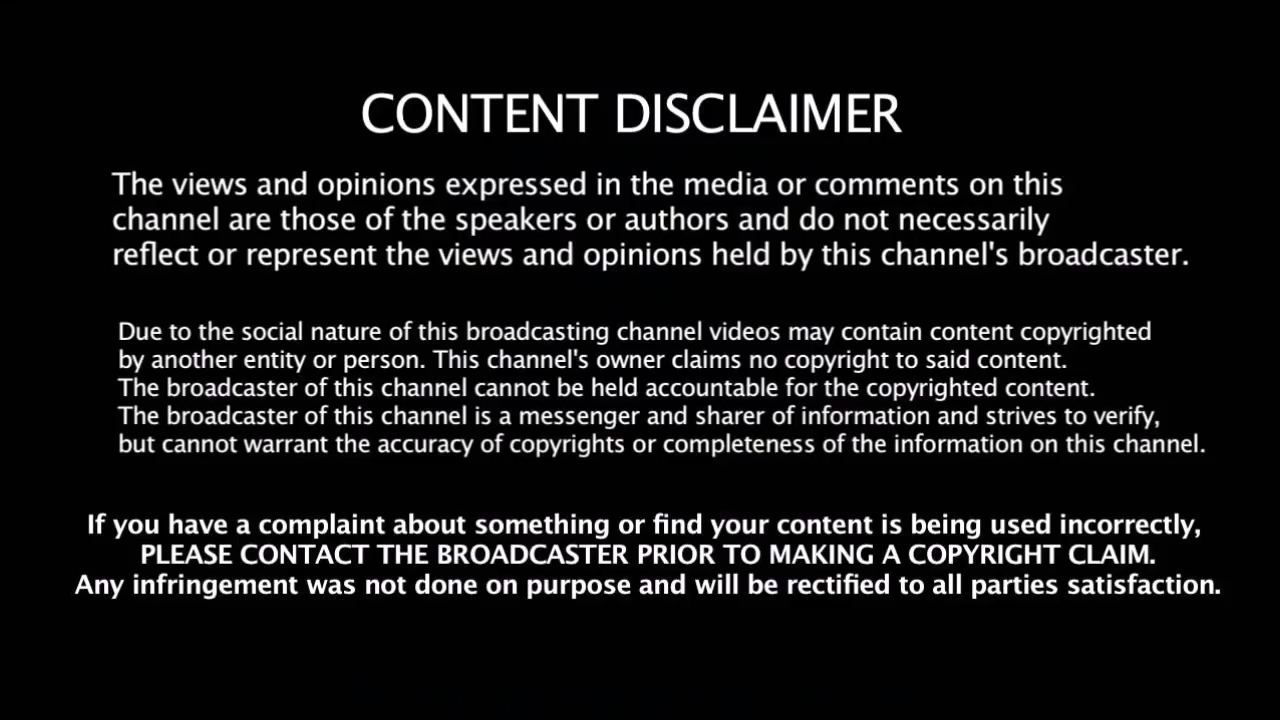 CONTENT DISCLAIMER
The views and opinions expressed in the media or comments on this
channel are those of the speakers or authors and do not necessarily
reflect or represent the views and opinions held by this channel's broadcaster.
Due to the social nature of this broadcasting channel videos may contain content copyrighted
by another entity or person. This channel's owner claims no copyright to said content.
The broadcaster of this channel cannot be held accountable for the copyrighted content.
The broadcaster of this channel is a messenger and sharer of information and strives to verify,
but cannot warrant the accuracy of copyrights or completeness of the information on this channel.
If you have a complaint about something or find your content is being used incorrectly,
PLEASE CONTACT THE BROADCASTER PRIOR TO MAKING A COPYRIGHT CLAIM.
Any infringement was not done on purpose and will be rectified to all parties satisfaction.